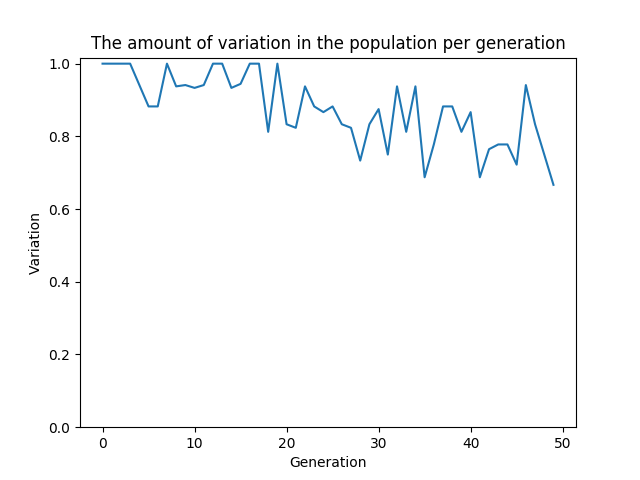 The amount of variation in the population per generation
1.0
0.8
0.6
0.4
0.2
0.0
Variation
0 10 20 30 40 50
Generation